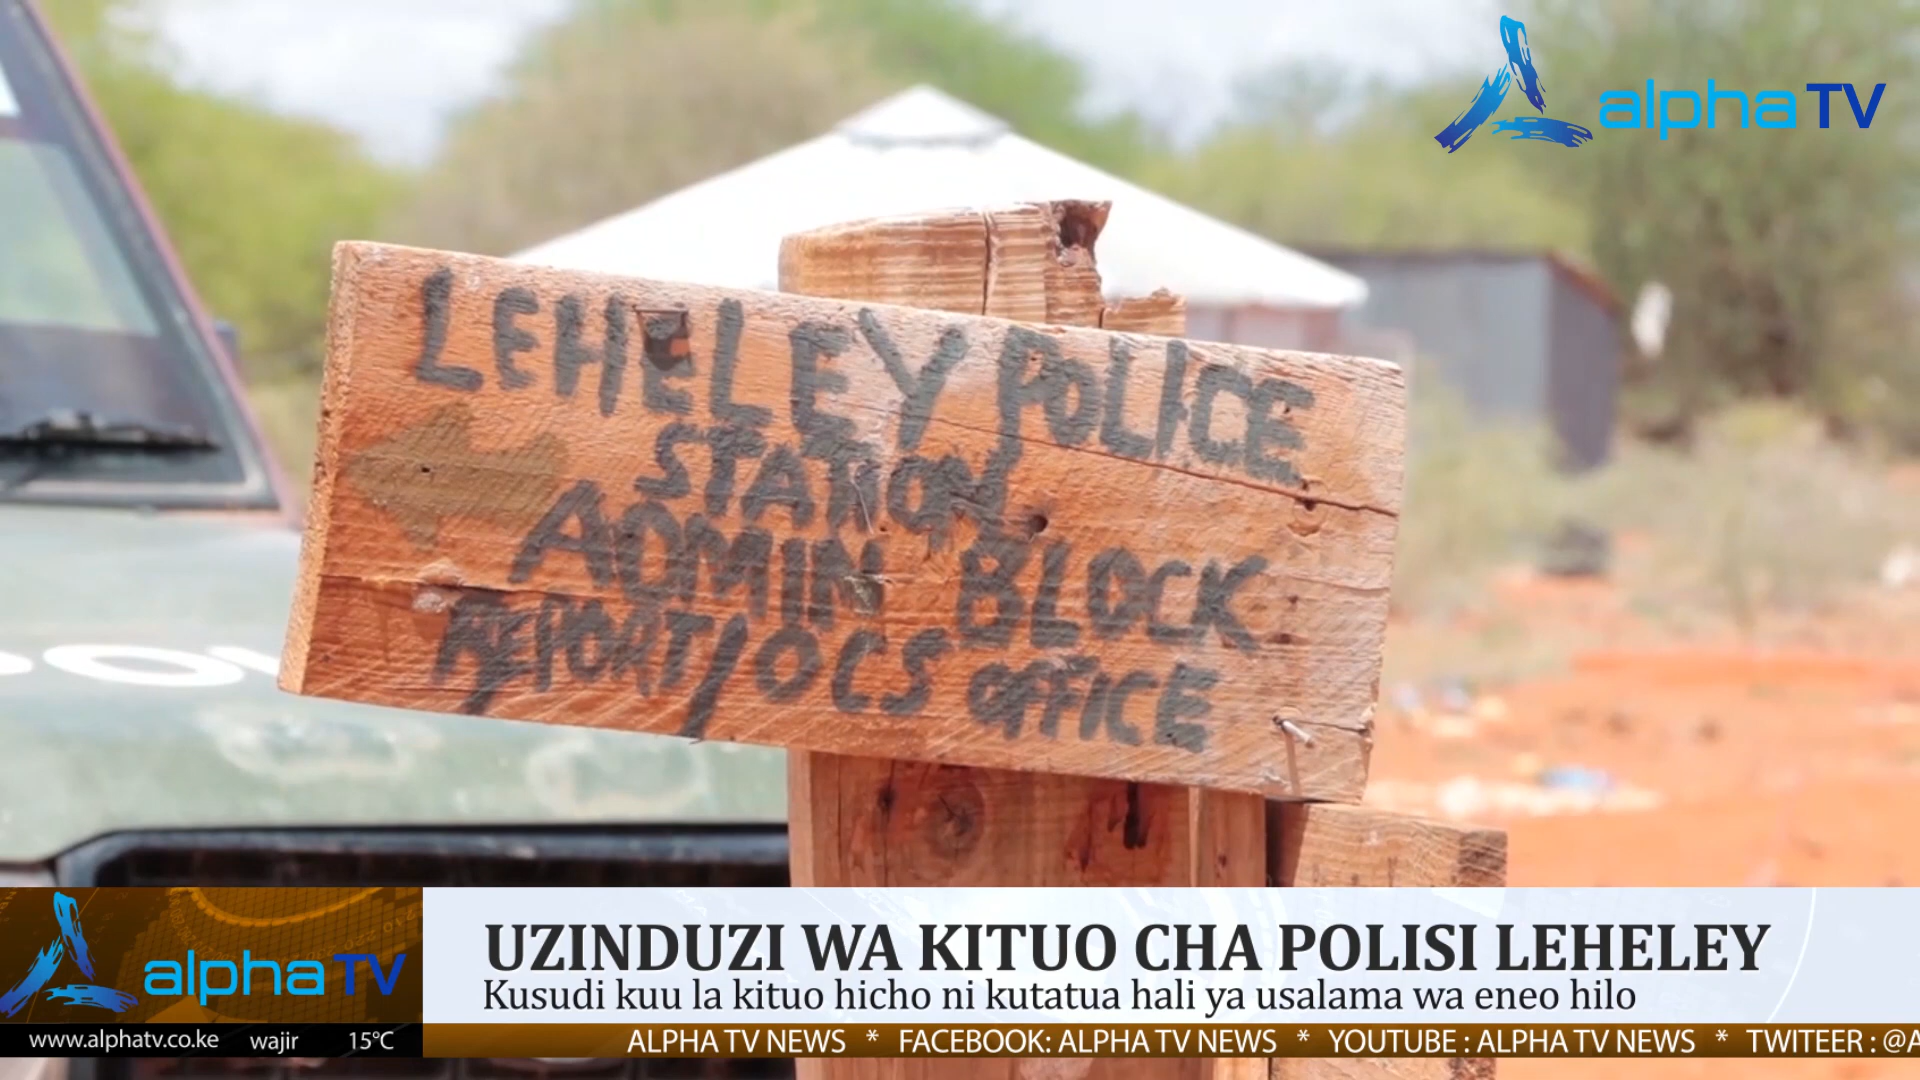 alpha TV
LEHELEY POLICE
STATION
ADMIN BLOCK
REPORT/OCS OFFICE
alpha TV
UZINDUZI WA KITUO CHA POLISI LEHELEY
Kusudi kuu la kituo hicho ni kutatua hali ya usalama wa eneo hilo
www.alphatv.co.ke wajir 15°C
ALPHA TV NEWS * FACEBOOK: ALPHA TV NEWS * YOUTUBE : ALPHA TV NEWS * TWITEER : @A